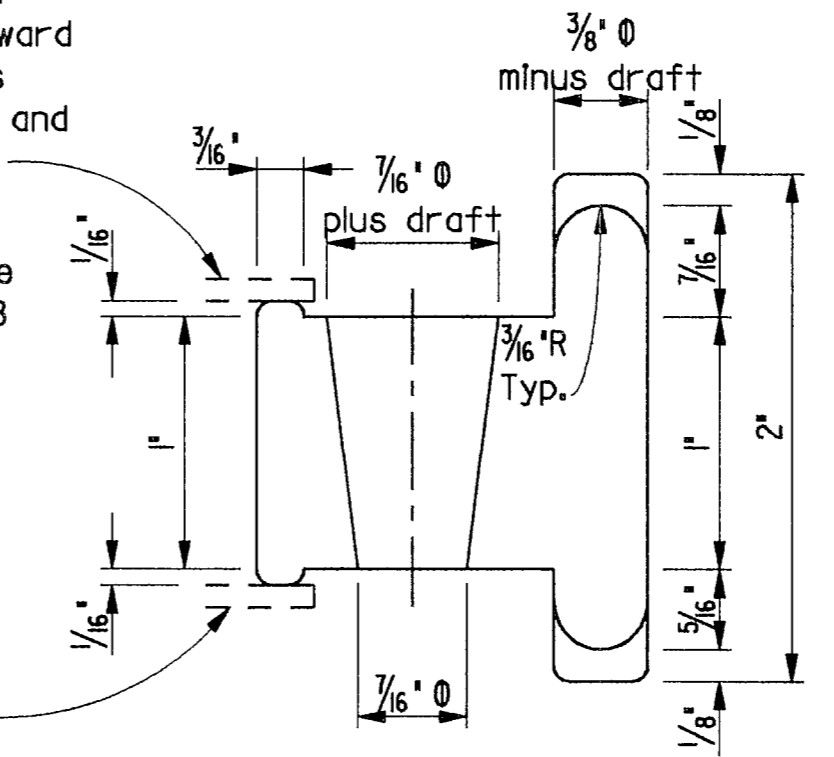 ward
s
and
e
3
3/8" Φ
minus draft
1/8"
3/16"
7/16" Φ
plus draft
1/16"
7/16"
3/16"R
Typ.
1"
1"
2"
1/16"
5/16"
7/16" Φ
1/8"